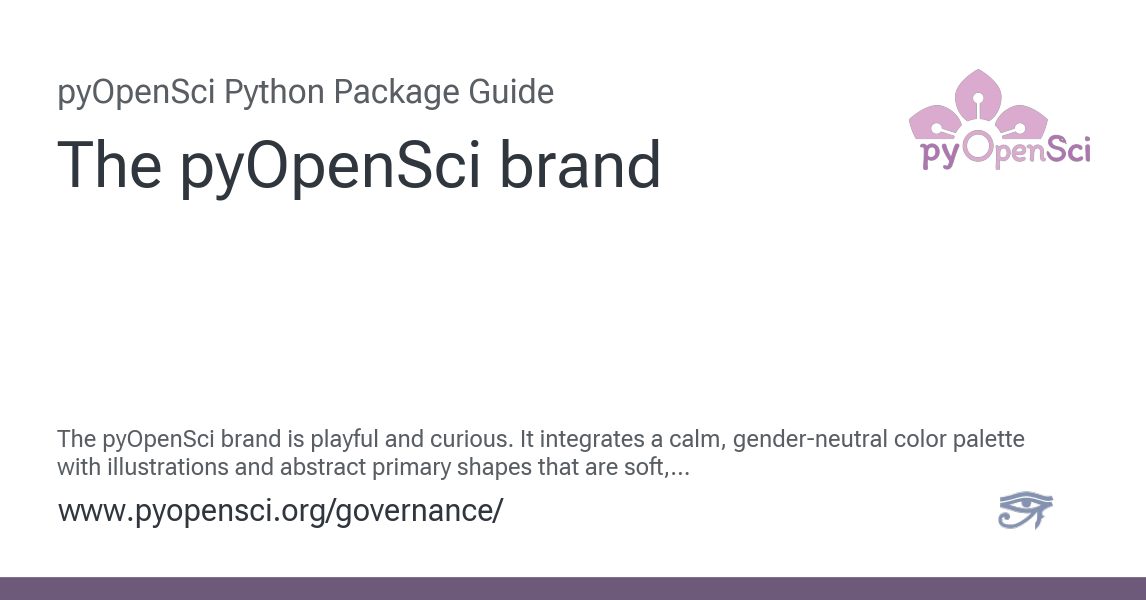 pyOpenSci Python Package Guide
The pyOpenSci brand
pyOpenSci
The pyOpenSci brand is playful and curious. It integrates a calm, gender-neutral color palette
with illustrations and abstract primary shapes that are soft,...
www.pyopensci.org/governance/